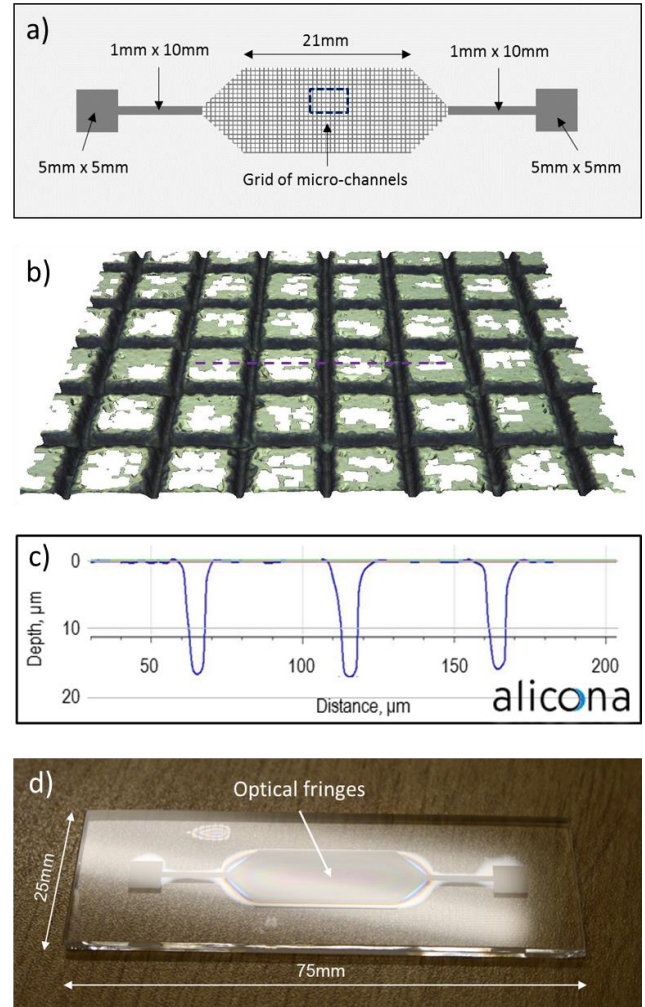 a)
21mm
1mm x 10mm
1mm x 10mm
5mm x 5mm
Grid of micro-channels
5mm x 5mm
b)
c)
0
10
20
Depth, µm
50
100
150
200
Distance, µm
alicona
d)
Optical fringes
25mm
75mm